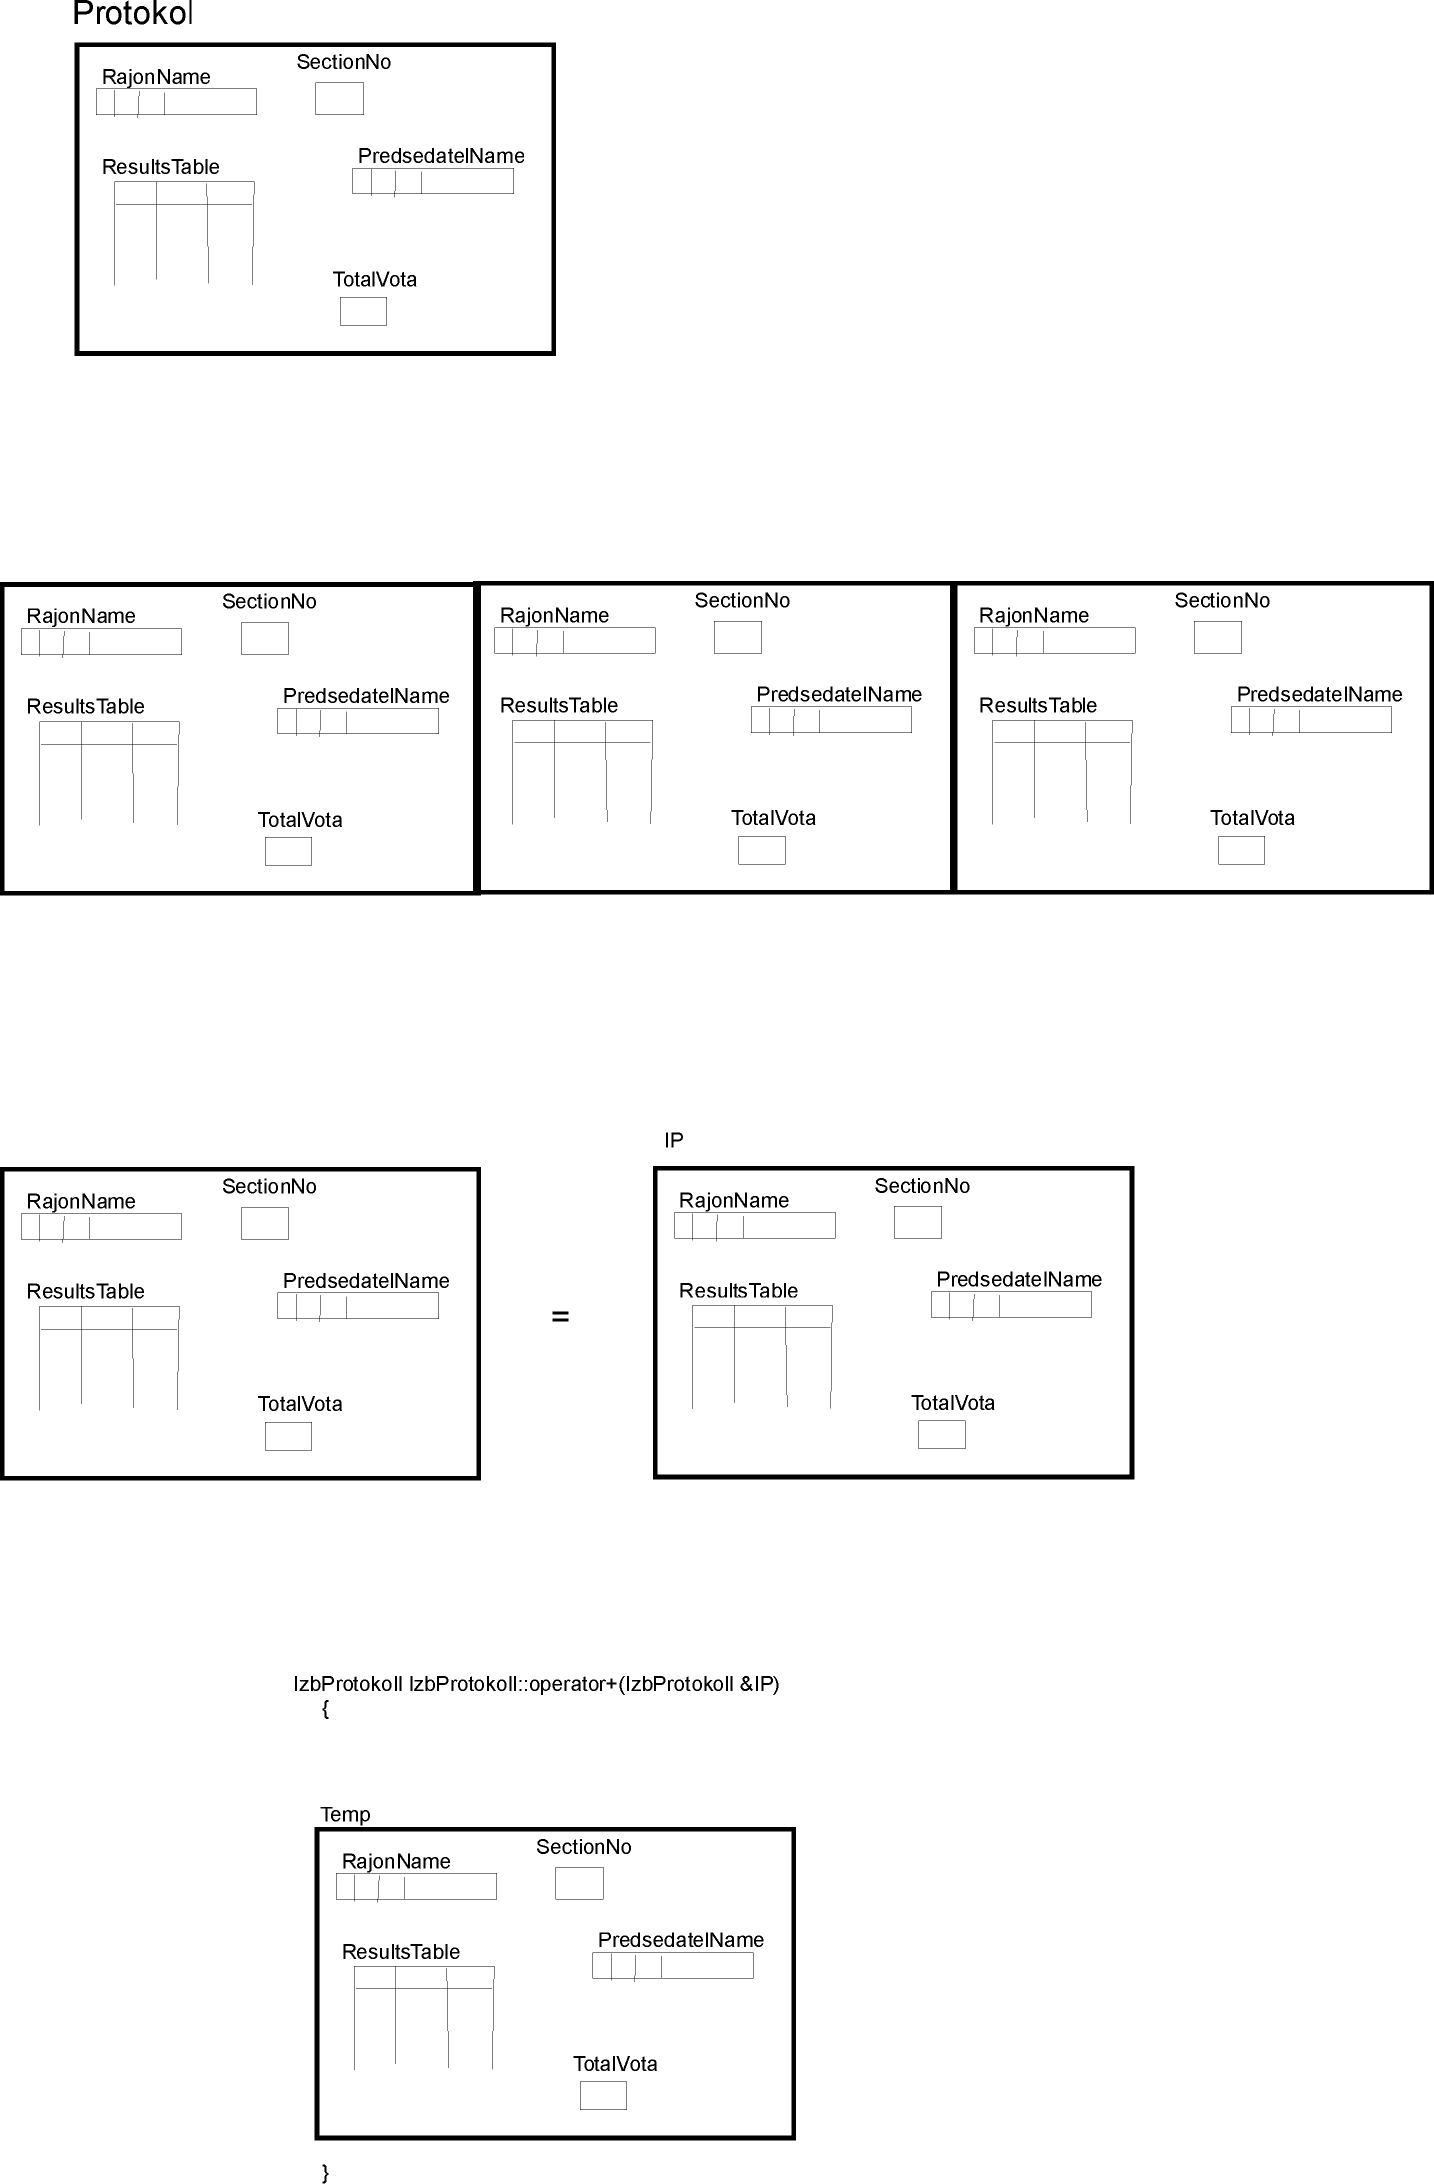 Protokol
SectionNo
RajonName
PredsedatelName
ResultsTable
TotalVota
SectionNo
RajonName
PredsedatelName
ResultsTable
TotalVota
SectionNo
RajonName
PredsedatelName
ResultsTable
TotalVota
SectionNo
RajonName
PredsedatelName
ResultsTable
TotalVota
SectionNo
RajonName
PredsedatelName
ResultsTable
TotalVota
=
IP
SectionNo
RajonName
PredsedatelName
ResultsTable
TotalVota
IzbProtokoll IzbProtokoll::operator+(IzbProtokoll &IP)
{
Temp
SectionNo
RajonName
PredsedatelName
ResultsTable
TotalVota
}